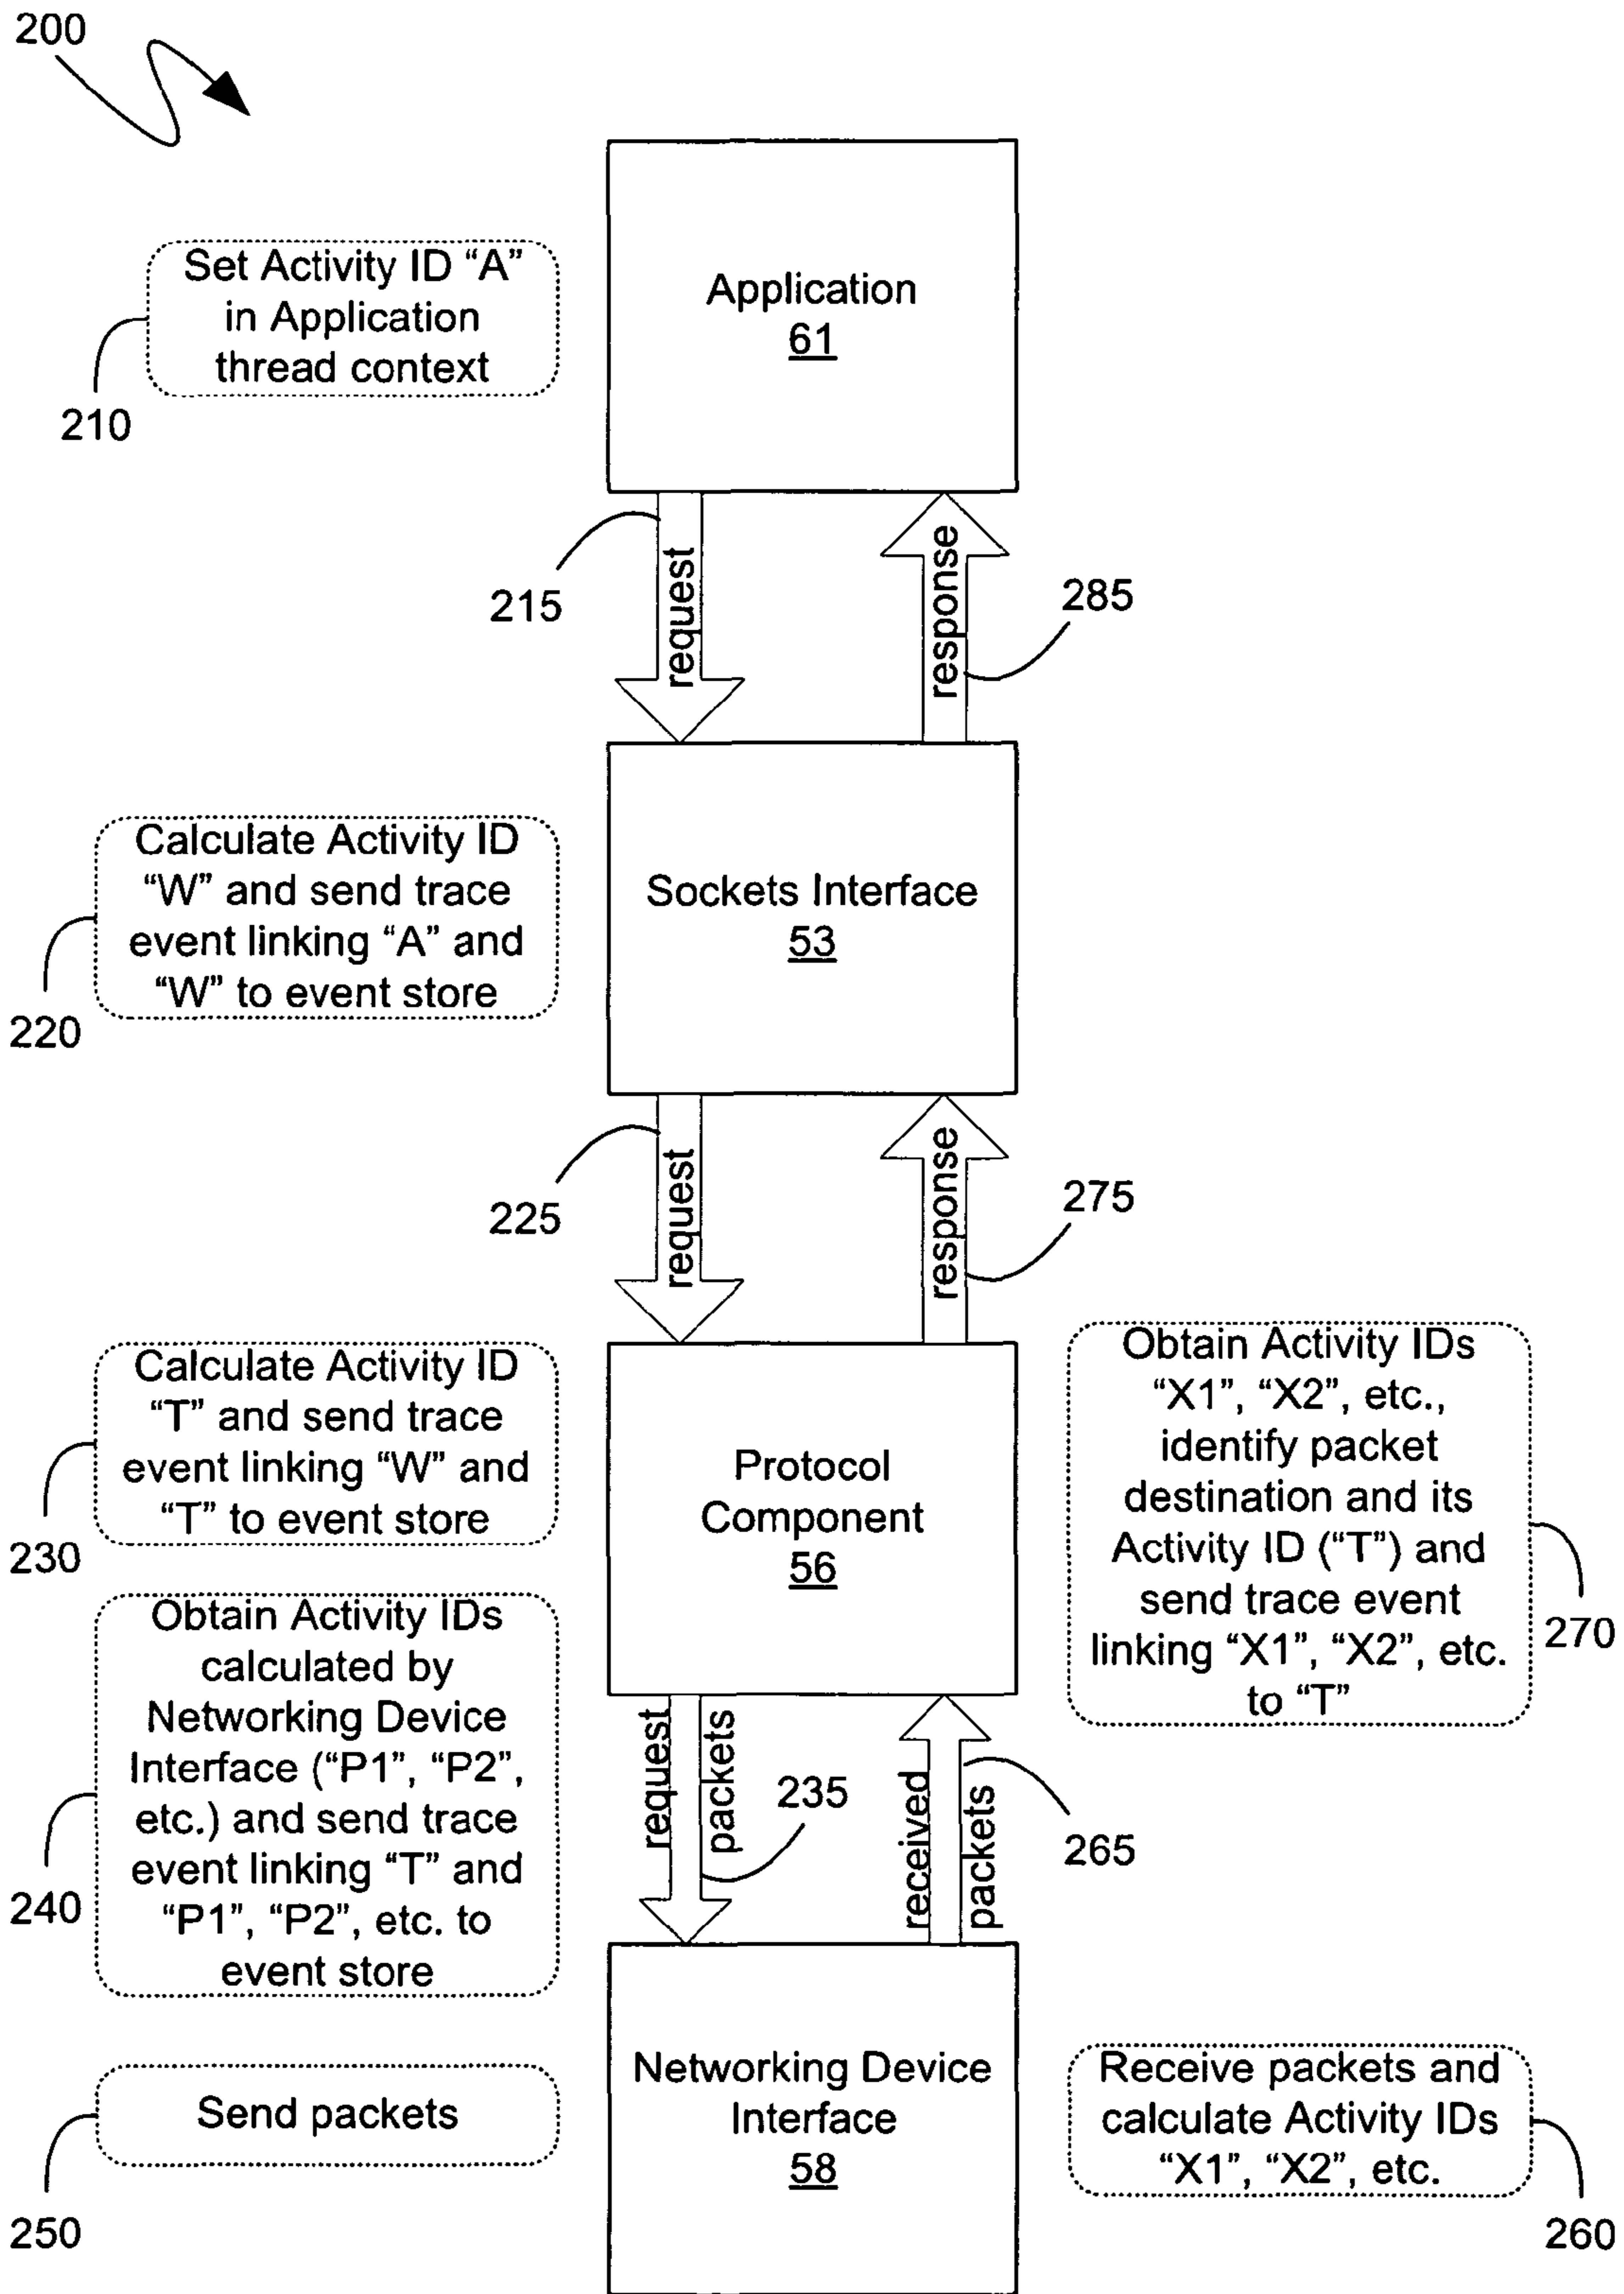 200
Application
61
Set Activity ID “A”
in Application
thread context
210
215
request
response
285
Sockets Interface
53
Calculate Activity ID
“W” and send trace
event linking “A” and
“W” to event store
220
225
request
response
275
Protocol
Component
56
Calculate Activity ID
“T” and send trace
event linking “W” and
“T” to event store
230
Obtain Activity IDs
“X1”, “X2”, etc.,
identify packet
destination and its
Activity ID (“T”) and
send trace event
linking “X1”, “X2”, etc.
to “T”
270
Obtain Activity IDs
calculated by
Networking Device
Interface (“P1”, “P2”,
etc.) and send trace
event linking “T” and
“P1”, “P2”, etc. to
event store
240
request
packets
235
received
packets
265
Networking Device
Interface
58
Send packets
250
Receive packets and
calculate Activity IDs
“X1”, “X2”, etc.
260